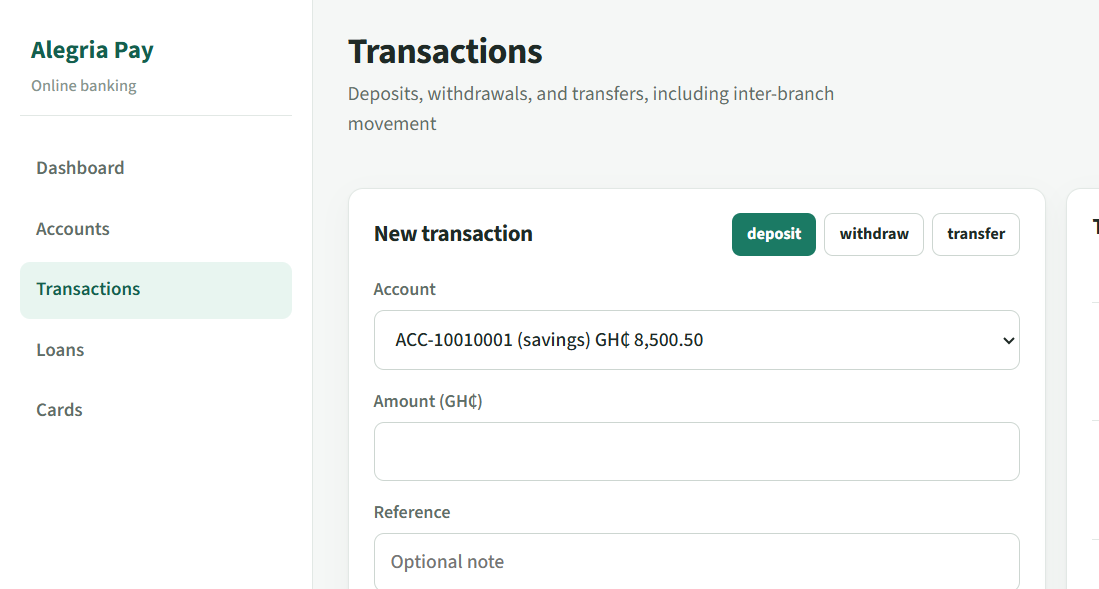 Alegria Pay
Online banking
Dashboard
Accounts
Transactions
Loans
Cards
Transactions
Deposits, withdrawals, and transfers, including inter-branch
movement
New transaction
deposit
withdraw
transfer
Account
ACC-10010001 (savings) GH₵ 8,500.50
Amount (GH₵)
Reference
Optional note